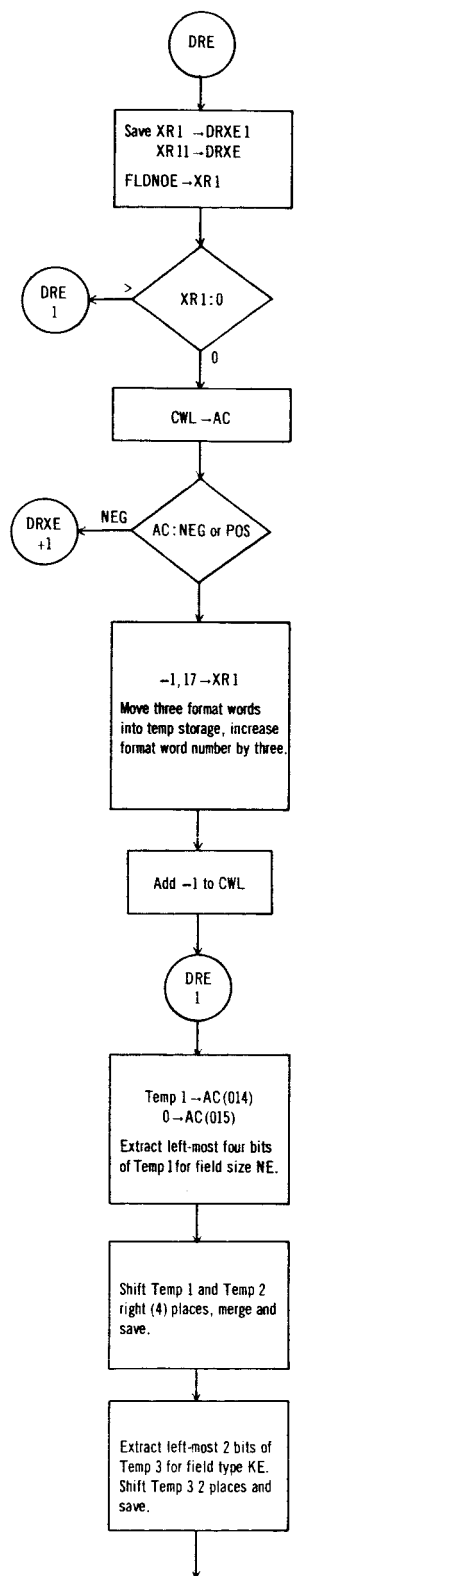 DRE
Save XR1 → DRXE1
XR11 → DRXE
FLDNOE → XR1
XR1:0
>
DRE
1
0
CWL → AC
AC:NEG or POS
NEG
DRXE
+1
−1,17 → XR1
Move three format words
into temp storage, increase
format word number by three.
Add −1 to CWL
DRE
1
Temp 1 → AC(014)
0 → AC(015)
Extract left-most four bits
of Temp 1 for field size NE.
Shift Temp 1 and Temp 2
right (4) places, merge and
save.
Extract left-most 2 bits of
Temp 3 for field type KE.
Shift Temp 3 2 places and
save.